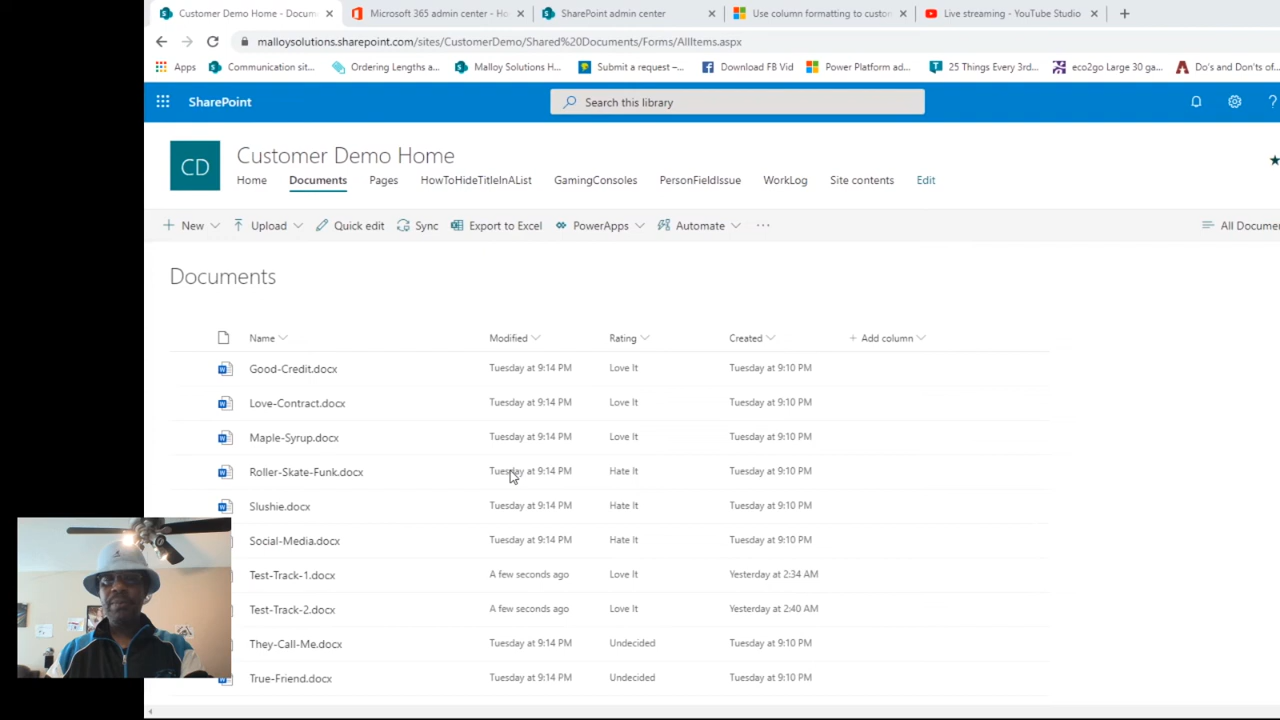 Customer Demo Home - Docum
Microsoft 365 admin center - Ho
SharePoint admin center
Use column formatting to custo
Live streaming - YouTube Studio
malloysolutions.sharepoint.com/sites/CustomerDemo/Shared%20Documents/Forms/AllItems.aspx
Apps
Communication sit...
Ordering Lengths a...
Malloy Solutions H...
Submit a request –...
Download FB Vid
Power Platform ad...
25 Things Every 3rd...
eco2go Large 30 ga...
Do's and Don'ts of...
SharePoint
Search this library
CD
Customer Demo Home
Home Documents Pages HowToHideTitleInAList GamingConsoles PersonFieldIssue WorkLog Site contents Edit
New Upload Quick edit Sync Export to Excel PowerApps Automate ... All Documen
Documents
Name Modified Rating Created + Add column
Good-Credit.docx Tuesday at 9:14 PM Love It Tuesday at 9:10 PM
Love-Contract.docx Tuesday at 9:14 PM Love It Tuesday at 9:10 PM
Maple-Syrup.docx Tuesday at 9:14 PM Love It Tuesday at 9:10 PM
Roller-Skate-Funk.docx Tuesday at 9:14 PM Hate It Tuesday at 9:10 PM
Slushie.docx Tuesday at 9:14 PM Hate It Tuesday at 9:10 PM
Social-Media.docx Tuesday at 9:14 PM Hate It Tuesday at 9:10 PM
Test-Track-1.docx A few seconds ago Love It Yesterday at 2:34 AM
Test-Track-2.docx A few seconds ago Love It Yesterday at 2:40 AM
They-Call-Me.docx Tuesday at 9:14 PM Undecided Tuesday at 9:10 PM
True-Friend.docx Tuesday at 9:14 PM Undecided Tuesday at 9:10 PM